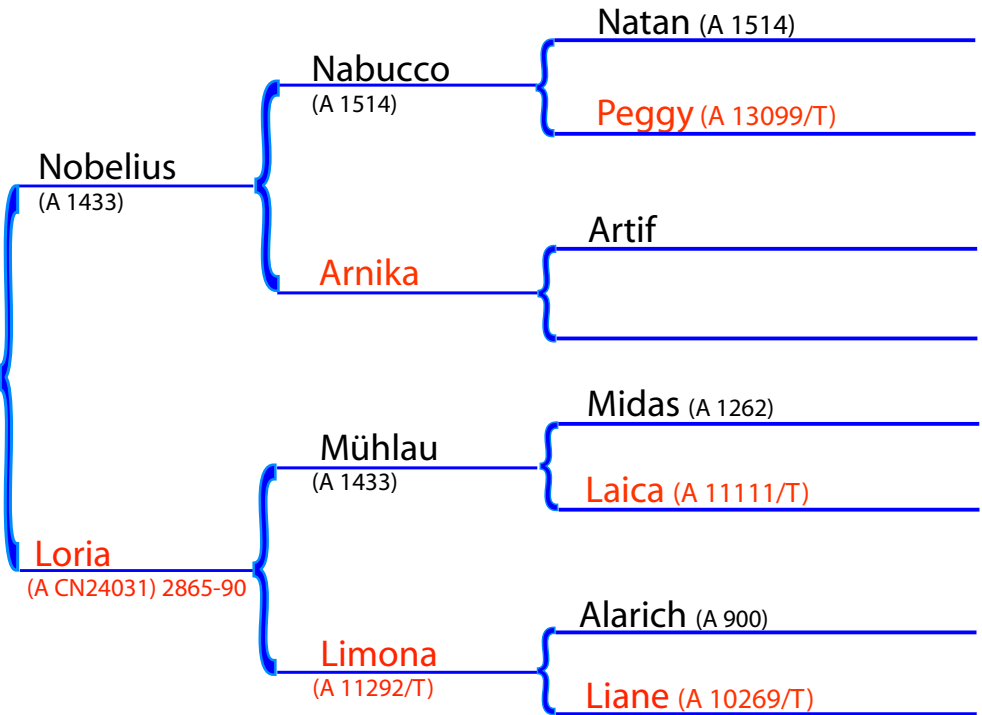 Natan (A 1514)
Nabucco
(A 1514)
Peggy (A 13099/T)
Nobelius
(A 1433)
Artif
Arnika
Midas (A 1262)
Mühlau
(A 1433)
Laica (A 11111/T)
Loria
(A CN24031) 2865-90
Alarich (A 900)
Limona
(A 11292/T)
Liane (A 10269/T)